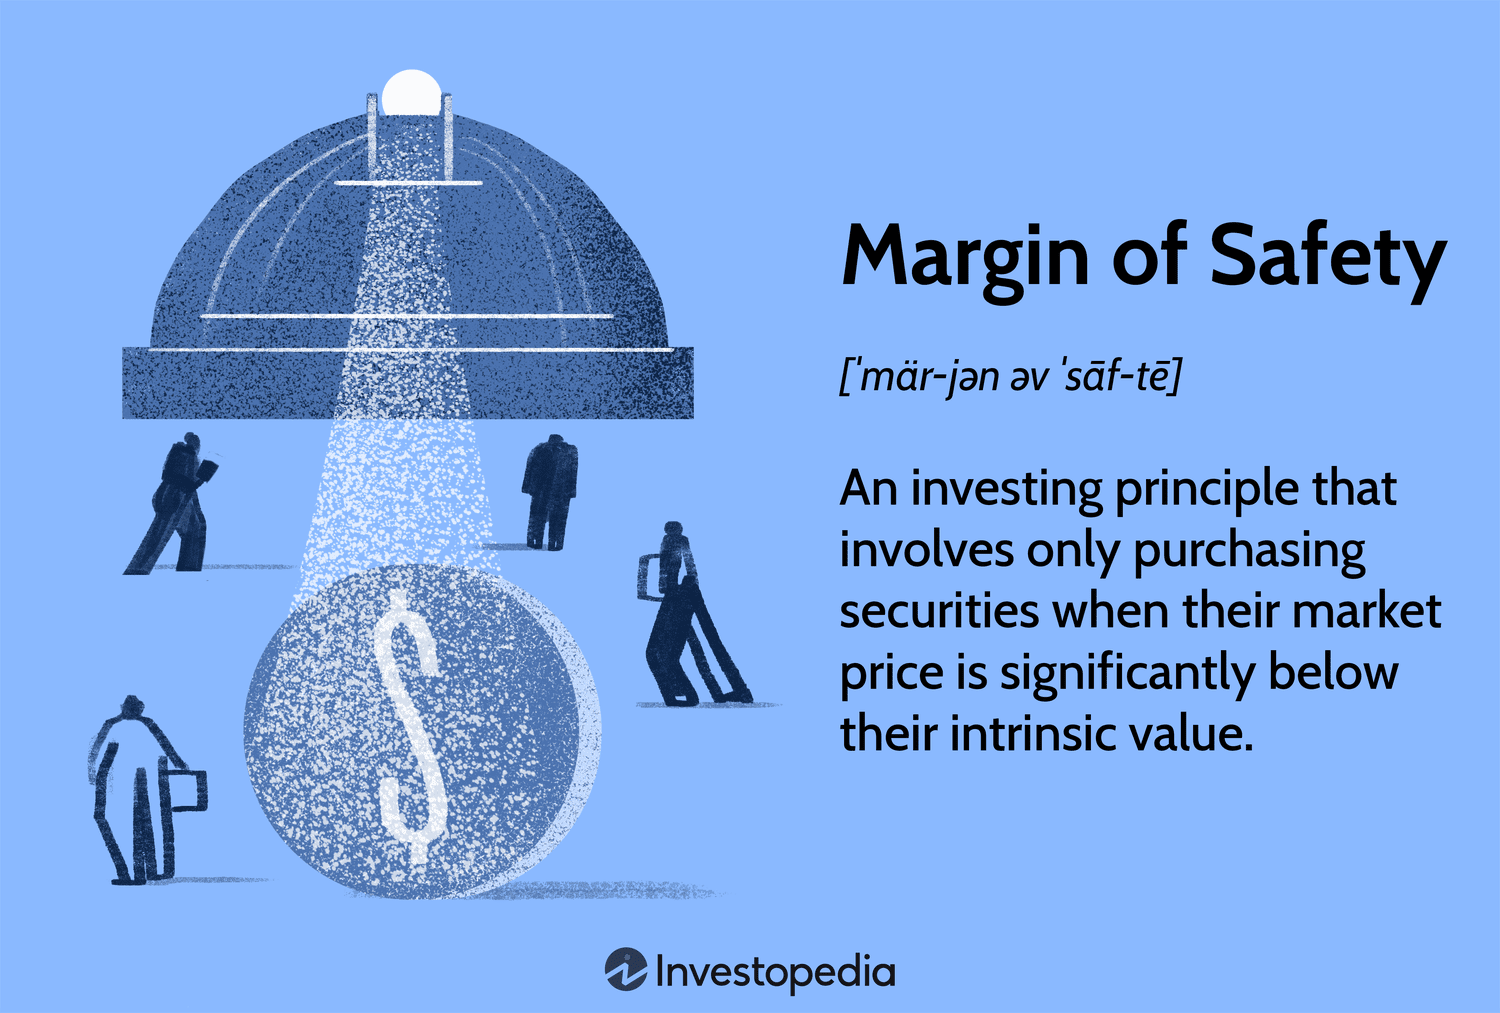 Margin of Safety
[ˈmär-jən əv ˈsāf-tē]
An investing principle that
involves only purchasing
securities when their market
price is significantly below
their intrinsic value.
$
Investopedia